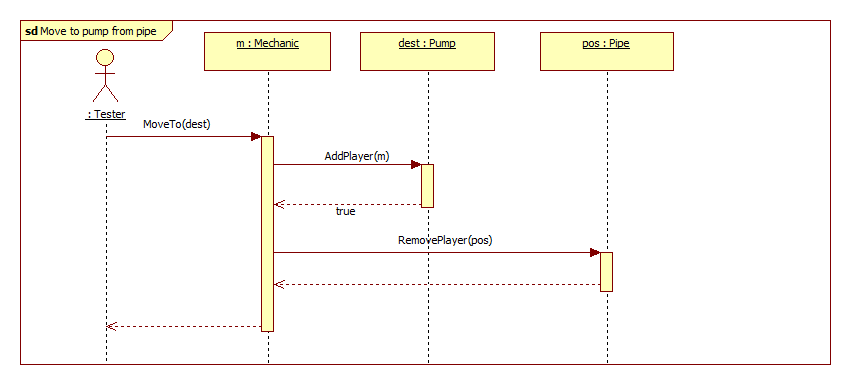 sd Move to pump from pipe
m : Mechanic
dest : Pump
pos : Pipe
: Tester
MoveTo(dest)
AddPlayer(m)
true
RemovePlayer(pos)